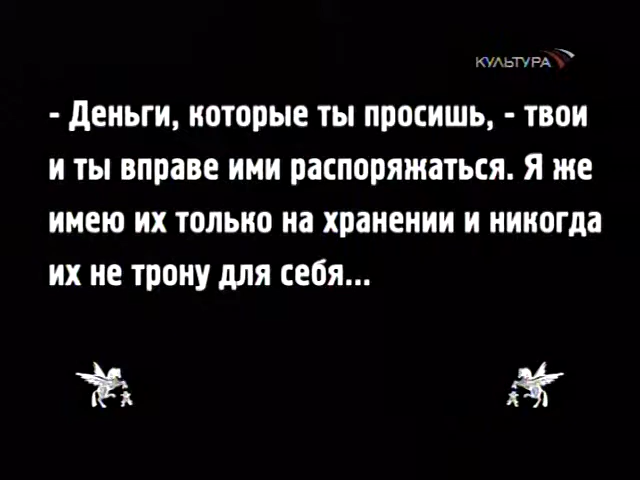 КУЛЬТУРА
- Деньги, которые ты просишь, - твои
и ты вправе ими распоряжаться. Я же
имею их только на хранении и никогда
их не трону для себя...